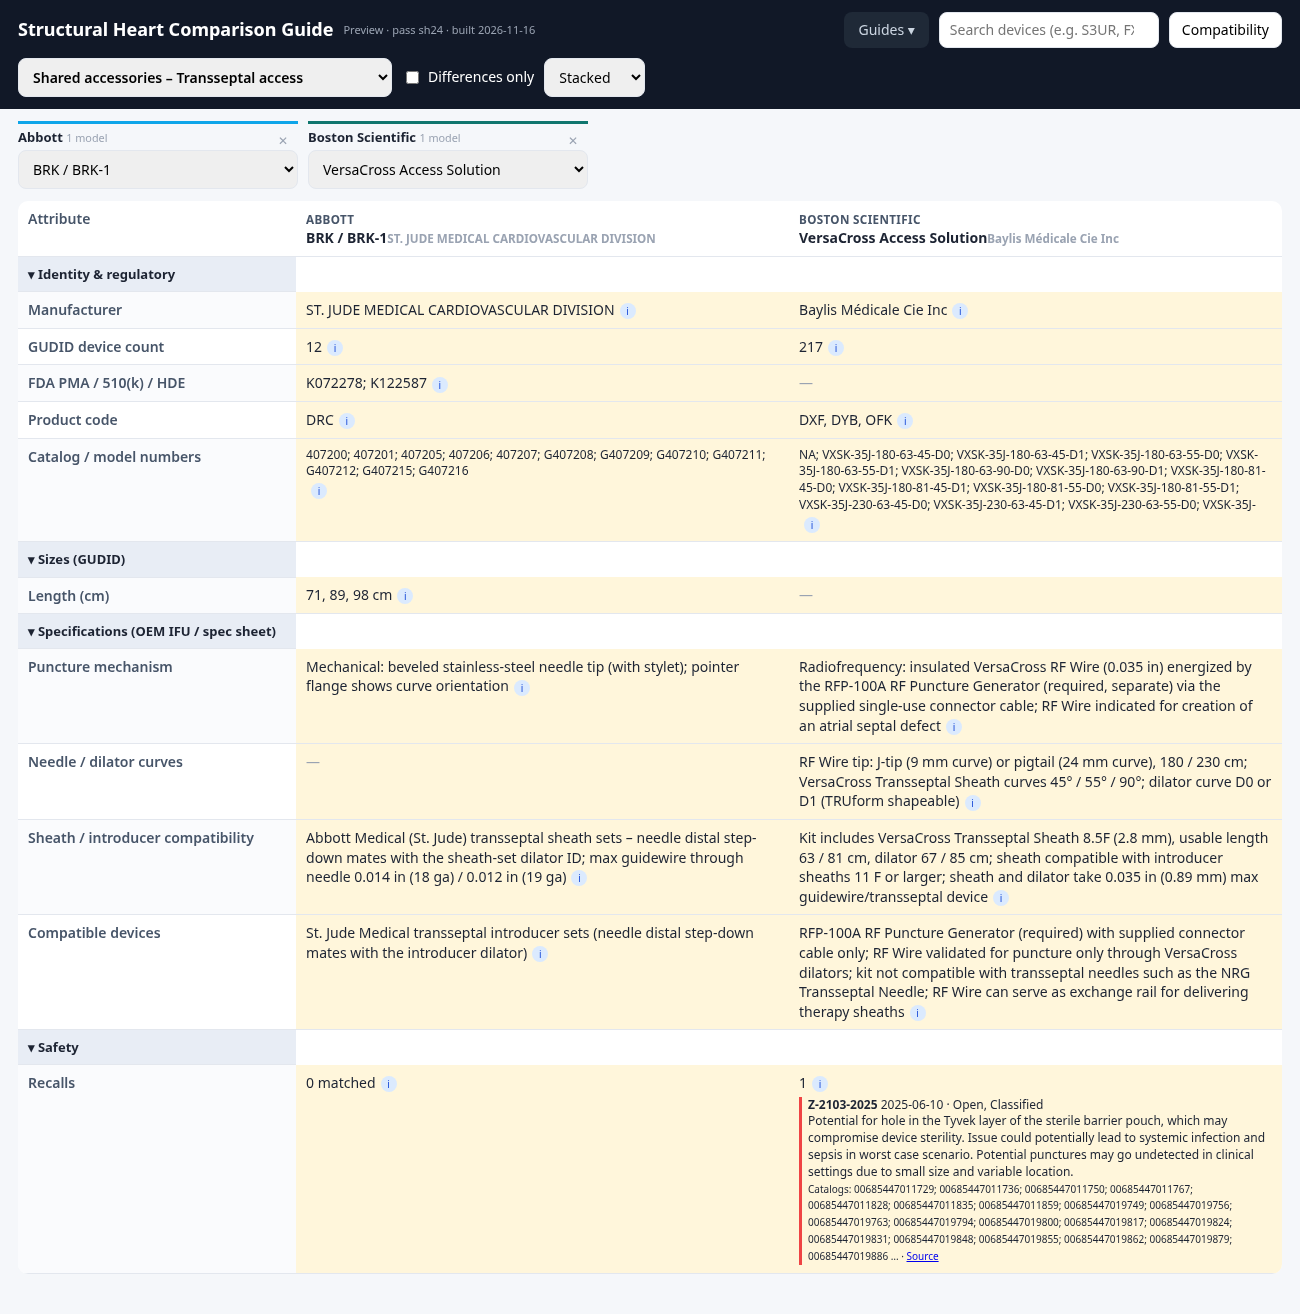 Structural Heart Comparison Guide Preview · pass sh24 · built 2026-11-16
Guides ▾
Search devices (e.g. S3UR, FX
Compatibility
Shared accessories – Transseptal access
Differences only
Stacked
Abbott 1 model ×
BRK / BRK-1
Boston Scientific 1 model ×
VersaCross Access Solution
Attribute
ABBOTT
BRK / BRK-1ST. JUDE MEDICAL CARDIOVASCULAR DIVISION
BOSTON SCIENTIFIC
VersaCross Access SolutionBaylis Médicale Cie Inc
▾ Identity & regulatory
Manufacturer
ST. JUDE MEDICAL CARDIOVASCULAR DIVISION i
Baylis Médicale Cie Inc i
GUDID device count
12 i
217 i
FDA PMA / 510(k) / HDE
K072278; K122587 i
—
Product code
DRC i
DXF, DYB, OFK i
Catalog / model numbers
407200; 407201; 407205; 407206; 407207; G407208; G407209; G407210; G407211;
G407212; G407215; G407216
i
NA; VXSK-35J-180-63-45-D0; VXSK-35J-180-63-45-D1; VXSK-35J-180-63-55-D0; VXSK-
35J-180-63-55-D1; VXSK-35J-180-63-90-D0; VXSK-35J-180-63-90-D1; VXSK-35J-180-81-
45-D0; VXSK-35J-180-81-45-D1; VXSK-35J-180-81-55-D0; VXSK-35J-180-81-55-D1;
VXSK-35J-230-63-45-D0; VXSK-35J-230-63-45-D1; VXSK-35J-230-63-55-D0; VXSK-35J-
i
▾ Sizes (GUDID)
Length (cm)
71, 89, 98 cm i
—
▾ Specifications (OEM IFU / spec sheet)
Puncture mechanism
Mechanical: beveled stainless-steel needle tip (with stylet); pointer
flange shows curve orientation i
Radiofrequency: insulated VersaCross RF Wire (0.035 in) energized by
the RFP-100A RF Puncture Generator (required, separate) via the
supplied single-use connector cable; RF Wire indicated for creation of
an atrial septal defect i
Needle / dilator curves
—
RF Wire tip: J-tip (9 mm curve) or pigtail (24 mm curve), 180 / 230 cm;
VersaCross Transseptal Sheath curves 45° / 55° / 90°; dilator curve D0 or
D1 (TRUform shapeable) i
Sheath / introducer compatibility
Abbott Medical (St. Jude) transseptal sheath sets – needle distal step-
down mates with the sheath-set dilator ID; max guidewire through
needle 0.014 in (18 ga) / 0.012 in (19 ga) i
Kit includes VersaCross Transseptal Sheath 8.5F (2.8 mm), usable length
63 / 81 cm, dilator 67 / 85 cm; sheath compatible with introducer
sheaths 11 F or larger; sheath and dilator take 0.035 in (0.89 mm) max
guidewire/transseptal device i
Compatible devices
St. Jude Medical transseptal introducer sets (needle distal step-down
mates with the introducer dilator) i
RFP-100A RF Puncture Generator (required) with supplied connector
cable only; RF Wire validated for puncture only through VersaCross
dilators; kit not compatible with transseptal needles such as the NRG
Transseptal Needle; RF Wire can serve as exchange rail for delivering
therapy sheaths i
▾ Safety
Recalls
0 matched i
1 i
Z-2103-2025 2025-06-10 · Open, Classified
Potential for hole in the Tyvek layer of the sterile barrier pouch, which may
compromise device sterility. Issue could potentially lead to systemic infection and
sepsis in worst case scenario. Potential punctures may go undetected in clinical
settings due to small size and variable location.
Catalogs: 00685447011729; 00685447011736; 00685447011750; 00685447011767;
00685447011828; 00685447011835; 00685447011859; 00685447019749; 00685447019756;
00685447019763; 00685447019794; 00685447019800; 00685447019817; 00685447019824;
00685447019831; 00685447019848; 00685447019855; 00685447019862; 00685447019879;
00685447019886 ... · Source